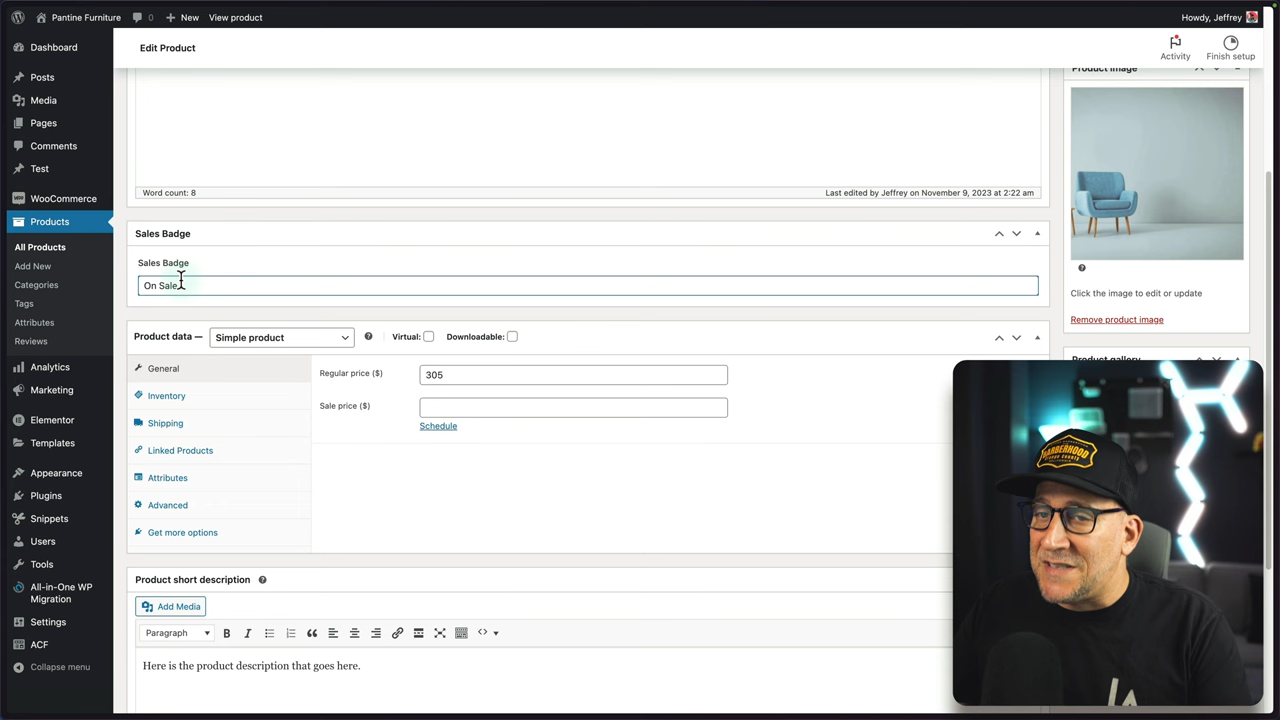 Pantine Furniture 0 New View product Howdy, Jeffrey
Dashboard
Posts
Media
Pages
Comments
Test
WooCommerce
Products
All Products
Add New
Categories
Tags
Attributes
Reviews
Analytics
Marketing
Elementor
Templates
Appearance
Plugins
Snippets
Users
Tools
All-in-One WP
Migration
Settings
ACF
Collapse menu
Edit Product
Activity
Finish setup
Word count: 8 Last edited by Jeffrey on November 9, 2023 at 2:22 am
Sales Badge
Sales Badge
On Sale
Product data — Simple product Virtual: Downloadable:
General
Inventory
Shipping
Linked Products
Attributes
Advanced
Get more options
Regular price ($) 305
Sale price ($)
Schedule
Product short description
Add Media
Paragraph
Here is the product description that goes here.
Product image
Click the image to edit or update
Remove product image
Product gallery
BARBERHOOD